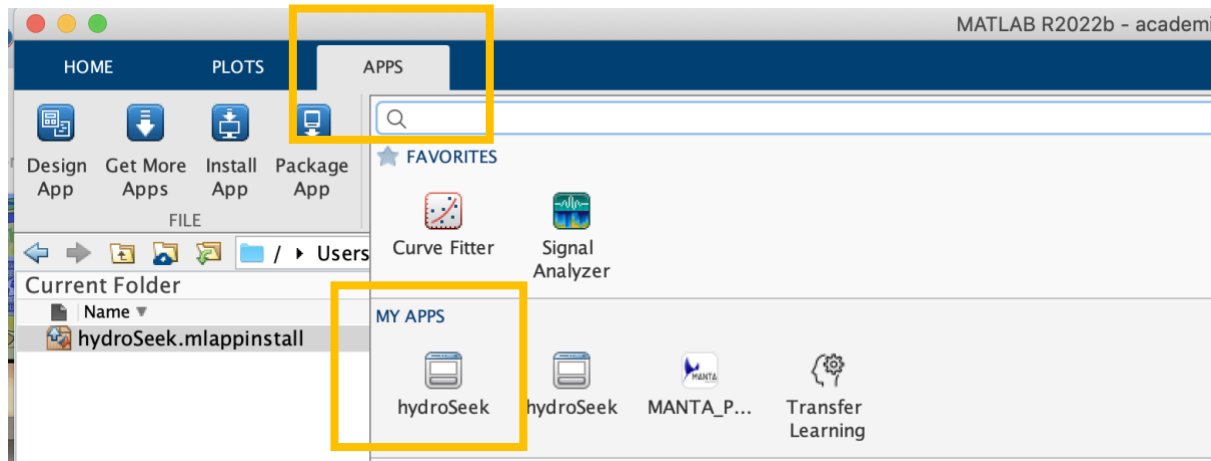 MATLAB R2022b - academi
HOME PLOTS APPS
Design App
Get More Apps
Install App
Package App
FILE
FAVORITES
Curve Fitter
Signal Analyzer
/ ▸ Users
Current Folder
Name ▼
hydroSeek.mlappinstall
MY APPS
hydroSeek
hydroSeek
MANTA_P...
Transfer Learning
MANTA